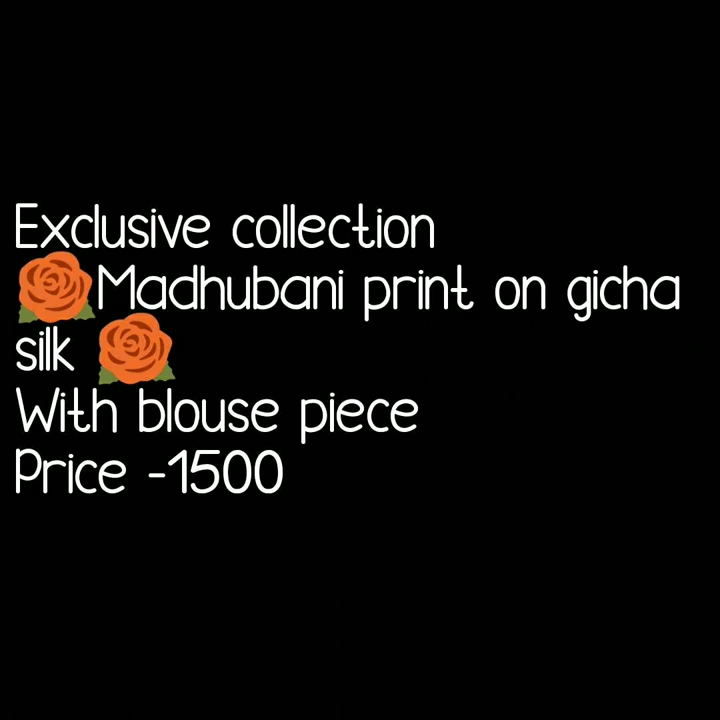 Exclusive collection
🌹Madhubani print on gicha
silk 🌹
With blouse piece
Price -1500